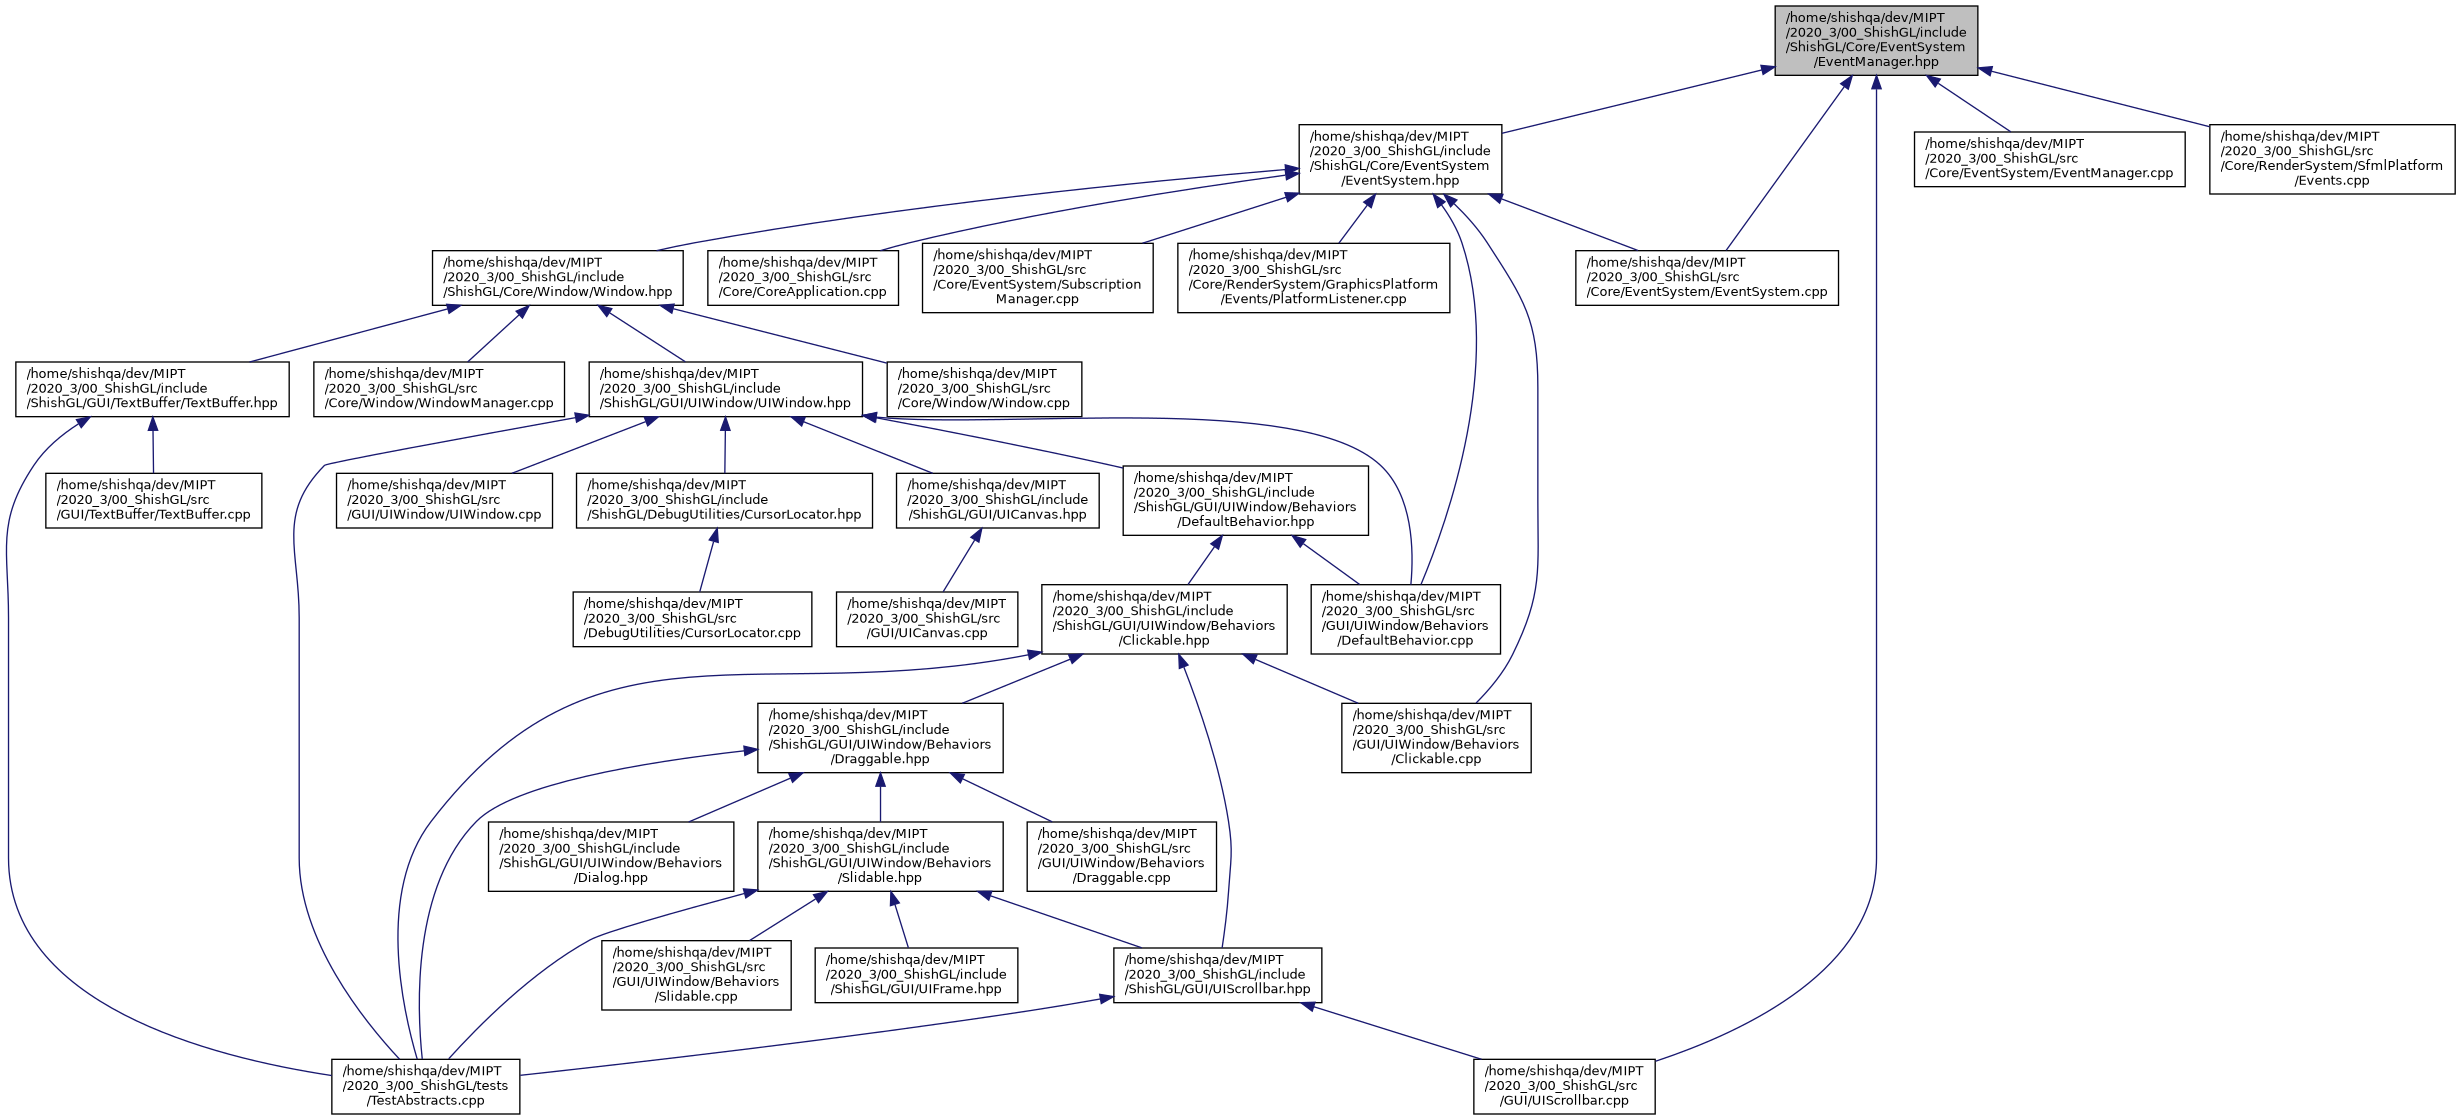 /home/shishqa/dev/MIPT
/2020_3/00_ShishGL/include
/ShishGL/Core/EventSystem
/EventManager.hpp
/home/shishqa/dev/MIPT
/2020_3/00_ShishGL/include
/ShishGL/Core/EventSystem
/EventSystem.hpp
/home/shishqa/dev/MIPT
/2020_3/00_ShishGL/src
/Core/EventSystem/EventManager.cpp
/home/shishqa/dev/MIPT
/2020_3/00_ShishGL/src
/Core/RenderSystem/SfmlPlatform
/Events.cpp
/home/shishqa/dev/MIPT
/2020_3/00_ShishGL/include
/ShishGL/Core/Window/Window.hpp
/home/shishqa/dev/MIPT
/2020_3/00_ShishGL/src
/Core/CoreApplication.cpp
/home/shishqa/dev/MIPT
/2020_3/00_ShishGL/src
/Core/EventSystem/Subscription
Manager.cpp
/home/shishqa/dev/MIPT
/2020_3/00_ShishGL/src
/Core/RenderSystem/GraphicsPlatform
/Events/PlatformListener.cpp
/home/shishqa/dev/MIPT
/2020_3/00_ShishGL/src
/Core/EventSystem/EventSystem.cpp
/home/shishqa/dev/MIPT
/2020_3/00_ShishGL/include
/ShishGL/GUI/TextBuffer/TextBuffer.hpp
/home/shishqa/dev/MIPT
/2020_3/00_ShishGL/src
/Core/Window/WindowManager.cpp
/home/shishqa/dev/MIPT
/2020_3/00_ShishGL/include
/ShishGL/GUI/UIWindow/UIWindow.hpp
/home/shishqa/dev/MIPT
/2020_3/00_ShishGL/src
/Core/Window/Window.cpp
/home/shishqa/dev/MIPT
/2020_3/00_ShishGL/src
/GUI/TextBuffer/TextBuffer.cpp
/home/shishqa/dev/MIPT
/2020_3/00_ShishGL/src
/GUI/UIWindow/UIWindow.cpp
/home/shishqa/dev/MIPT
/2020_3/00_ShishGL/include
/ShishGL/DebugUtilities/CursorLocator.hpp
/home/shishqa/dev/MIPT
/2020_3/00_ShishGL/include
/ShishGL/GUI/UICanvas.hpp
/home/shishqa/dev/MIPT
/2020_3/00_ShishGL/include
/ShishGL/GUI/UIWindow/Behaviors
/DefaultBehavior.hpp
/home/shishqa/dev/MIPT
/2020_3/00_ShishGL/src
/DebugUtilities/CursorLocator.cpp
/home/shishqa/dev/MIPT
/2020_3/00_ShishGL/src
/GUI/UICanvas.cpp
/home/shishqa/dev/MIPT
/2020_3/00_ShishGL/include
/ShishGL/GUI/UIWindow/Behaviors
/Clickable.hpp
/home/shishqa/dev/MIPT
/2020_3/00_ShishGL/src
/GUI/UIWindow/Behaviors
/DefaultBehavior.cpp
/home/shishqa/dev/MIPT
/2020_3/00_ShishGL/include
/ShishGL/GUI/UIWindow/Behaviors
/Draggable.hpp
/home/shishqa/dev/MIPT
/2020_3/00_ShishGL/src
/GUI/UIWindow/Behaviors
/Clickable.cpp
/home/shishqa/dev/MIPT
/2020_3/00_ShishGL/include
/ShishGL/GUI/UIWindow/Behaviors
/Dialog.hpp
/home/shishqa/dev/MIPT
/2020_3/00_ShishGL/include
/ShishGL/GUI/UIWindow/Behaviors
/Slidable.hpp
/home/shishqa/dev/MIPT
/2020_3/00_ShishGL/src
/GUI/UIWindow/Behaviors
/Draggable.cpp
/home/shishqa/dev/MIPT
/2020_3/00_ShishGL/src
/GUI/UIWindow/Behaviors
/Slidable.cpp
/home/shishqa/dev/MIPT
/2020_3/00_ShishGL/include
/ShishGL/GUI/UIFrame.hpp
/home/shishqa/dev/MIPT
/2020_3/00_ShishGL/include
/ShishGL/GUI/UIScrollbar.hpp
/home/shishqa/dev/MIPT
/2020_3/00_ShishGL/tests
/TestAbstracts.cpp
/home/shishqa/dev/MIPT
/2020_3/00_ShishGL/src
/GUI/UIScrollbar.cpp